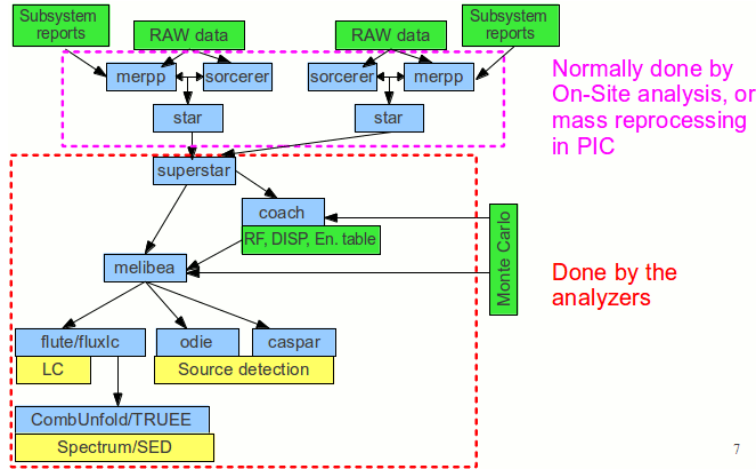 Subsystem
reports
RAW data
RAW data
Subsystem
reports
merpp
sorcerer
sorcerer
merpp
star
star
Normally done by
On-Site analysis, or
mass reprocessing
in PIC
superstar
coach
RF, DISP, En. table
Monte Carlo
melibea
Done by the
analyzers
flute/fluxlc
odie
caspar
LC
Source detection
CombUnfold/TRUEE
Spectrum/SED
7